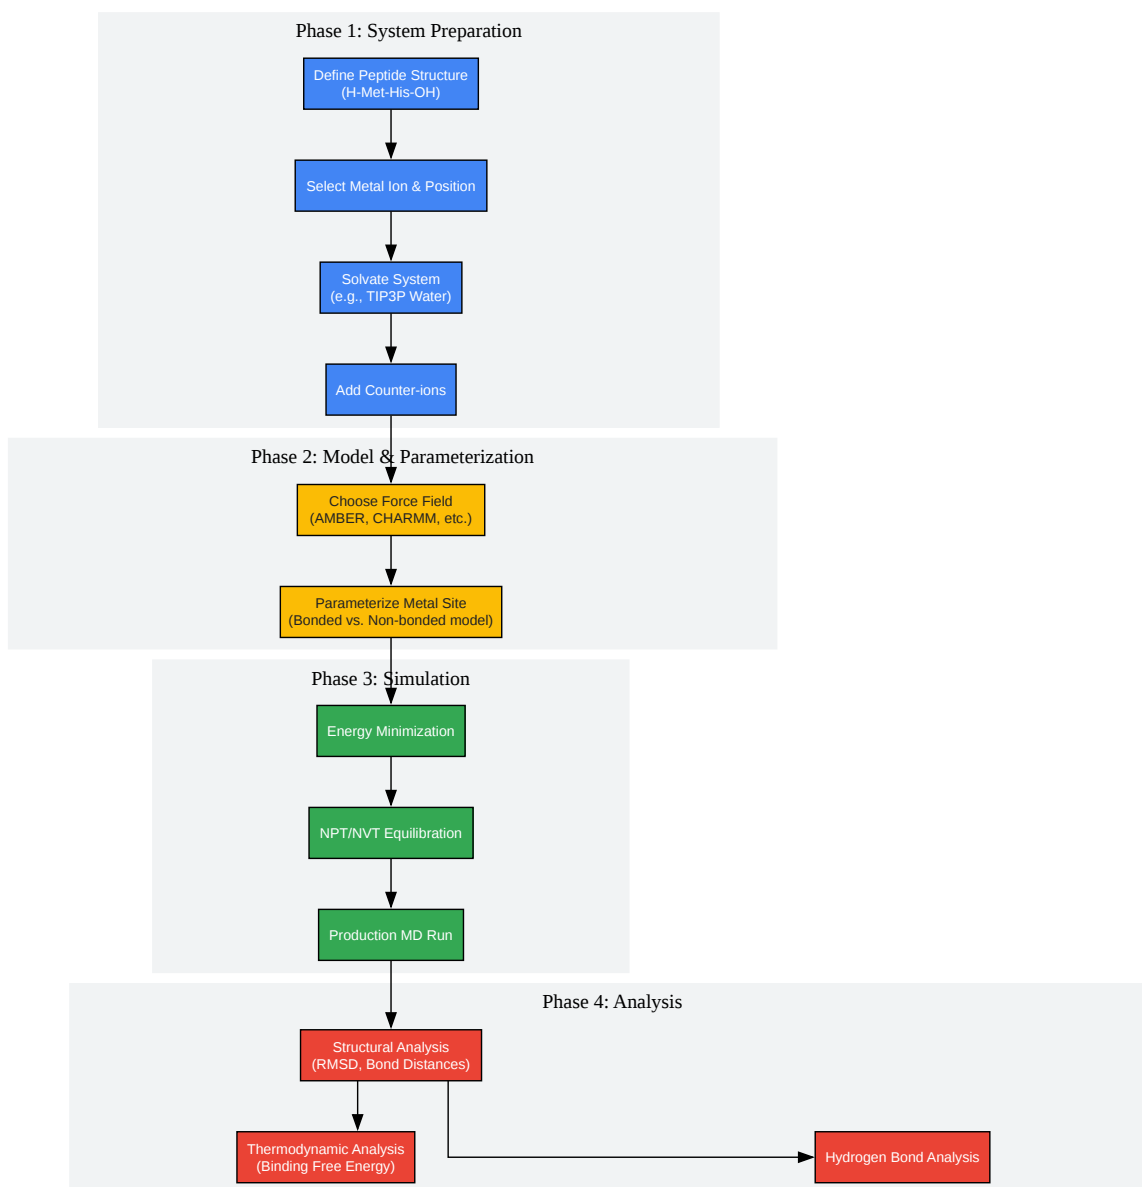 Phase 1: System Preparation
Define Peptide Structure
(H-Met-His-OH)
Select Metal Ion & Position
Solvate System
(e.g., TIP3P Water)
Add Counter-ions
Phase 2: Model & Parameterization
Choose Force Field
(AMBER, CHARMM, etc.)
Parameterize Metal Site
(Bonded vs. Non-bonded model)
Phase 3: Simulation
Energy Minimization
NPT/NVT Equilibration
Production MD Run
Phase 4: Analysis
Structural Analysis
(RMSD, Bond Distances)
Thermodynamic Analysis
(Binding Free Energy)
Hydrogen Bond Analysis